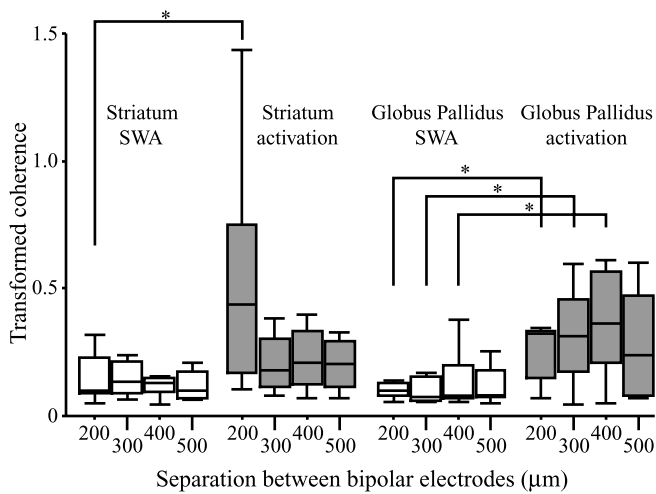 *
1.5
Striatum
SWA
Striatum
activation
Globus Pallidus
SWA
Globus Pallidus
activation
1.0
*
*
*
0.5
0
Transformed coherence
200 300 400 500 200 300 400 500 200 300 400 500 200 300 400 500
Separation between bipolar electrodes (μm)